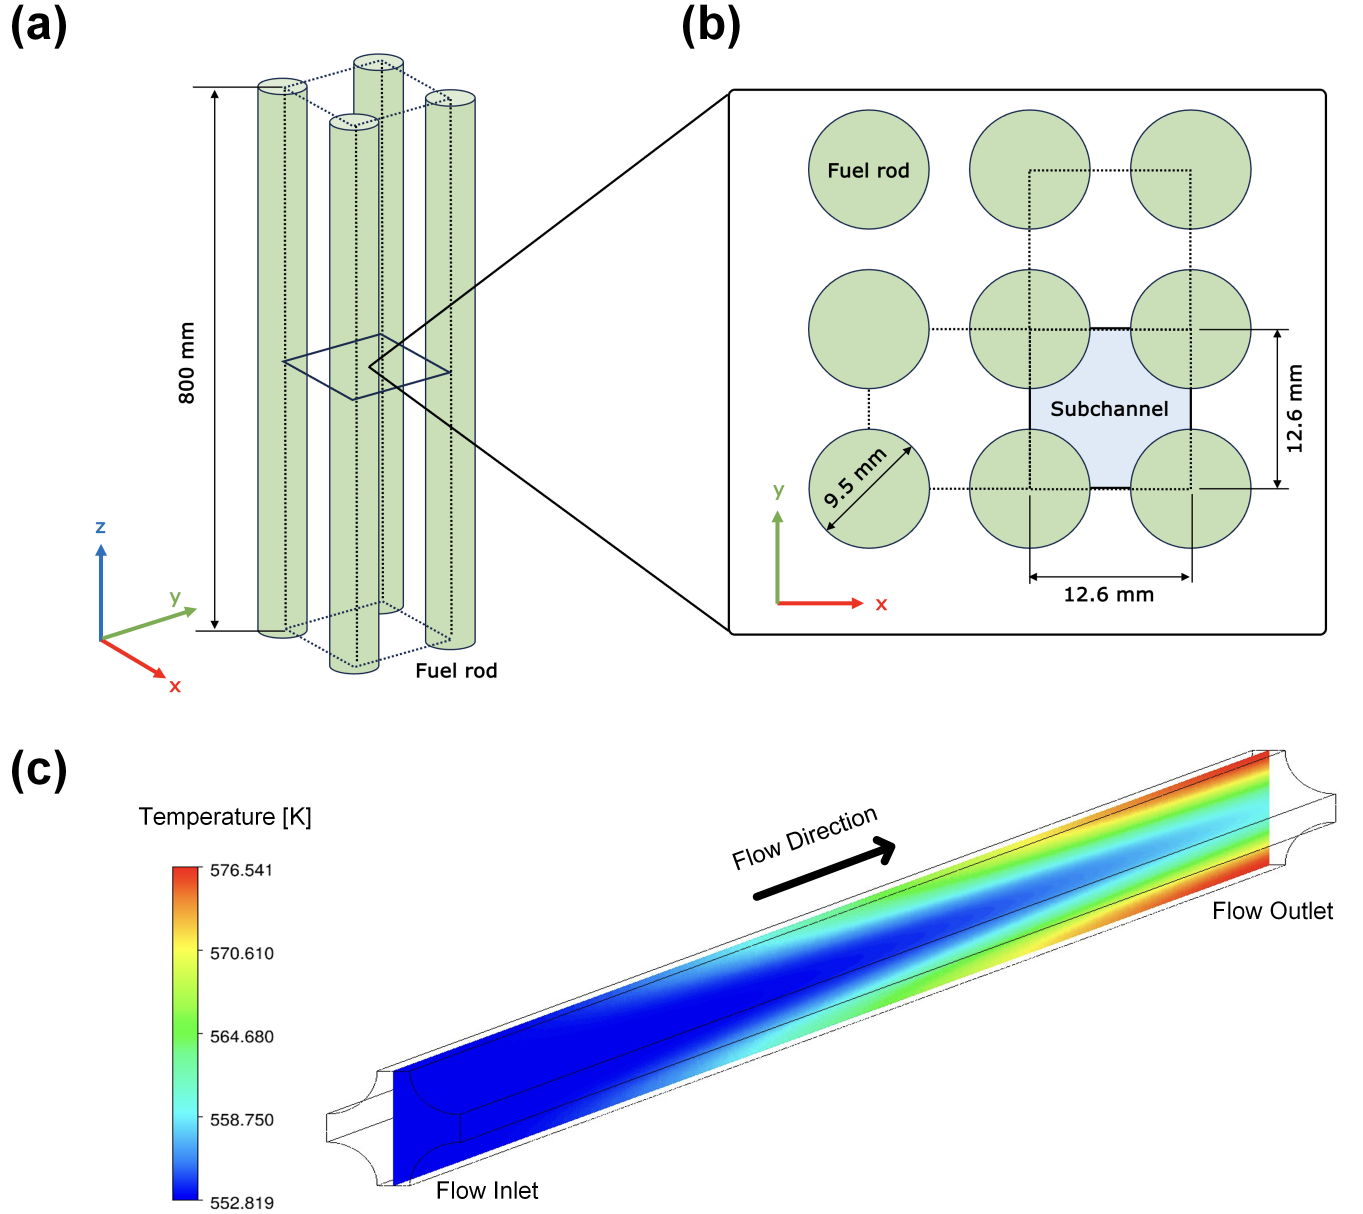 (a)
800 mm
z
y
x
Fuel rod
(b)
Fuel rod
Subchannel
9.5 mm
12.6 mm
12.6 mm
y
x
(c)
Temperature [K]
576.541
570.610
564.680
558.750
552.819
Flow Direction
Flow Outlet
Flow Inlet